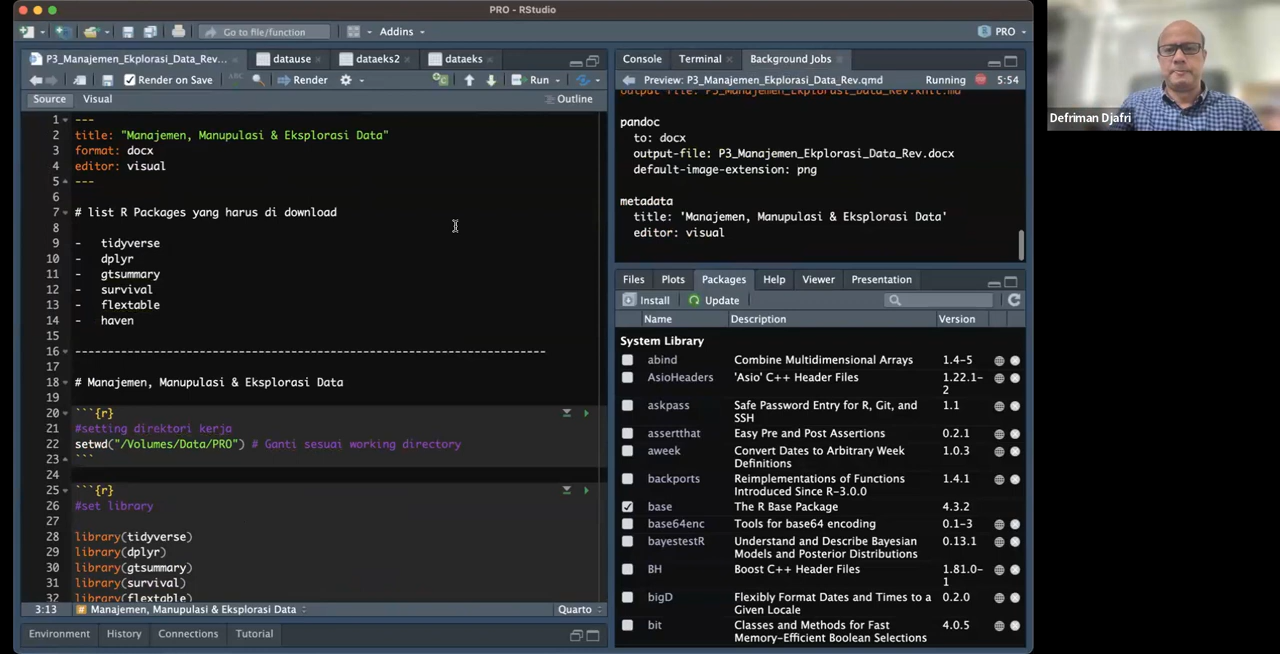 PRO - RStudio
Go to file/function
Addins
PRO
P3_Manajemen_Ekplorasi_Data_Rev...
datause
dataeks2
dataeks
Render on Save
Render
Run
Source
Visual
Outline
1 ---
2 title: "Manajemen, Manupulasi & Eksplorasi Data"
3 format: docx
4 editor: visual
5 ---
6
7 # list R Packages yang harus di download
8
9 - tidyverse
10 - dplyr
11 - gtsummary
12 - survival
13 - flextable
14 - haven
15
16 -----------------------------------------------------------------------
17
18 # Manajemen, Manupulasi & Eksplorasi Data
19
20 ```{r}
21 #setting direktori kerja
22 setwd("/Volumes/Data/PRO") # Ganti sesuai working directory
23 ```
24
25 ```{r}
26 #set library
27
28 library(tidyverse)
29 library(dplyr)
30 library(gtsummary)
31 library(survival)
32 library(flextable)
3:13
Manajemen, Manupulasi & Eksplorasi Data
Quarto
Environment
History
Connections
Tutorial
Console
Terminal
Background Jobs
Preview: P3_Manajemen_Ekplorasi_Data_Rev.qmd
Running
5:54
output file: P3_Manajemen_Ekplorasi_Data_Rev.knit.md
pandoc
to: docx
output-file: P3_Manajemen_Ekplorasi_Data_Rev.docx
default-image-extension: png
metadata
title: 'Manajemen, Manupulasi & Eksplorasi Data'
editor: visual
Files
Plots
Packages
Help
Viewer
Presentation
Install
Update
Name Description Version
System Library
abind Combine Multidimensional Arrays 1.4-5
AsioHeaders 'Asio' C++ Header Files 1.22.1-
2
askpass Safe Password Entry for R, Git, and 1.1
SSH
assertthat Easy Pre and Post Assertions 0.2.1
aweek Convert Dates to Arbitrary Week 1.0.3
Definitions
backports Reimplementations of Functions 1.4.1
Introduced Since R-3.0.0
base The R Base Package 4.3.2
base64enc Tools for base64 encoding 0.1-3
bayestestR Understand and Describe Bayesian 0.13.1
Models and Posterior Distributions
BH Boost C++ Header Files 1.81.0-
1
bigD Flexibly Format Dates and Times to a 0.2.0
Given Locale
bit Classes and Methods for Fast 4.0.5
Memory-Efficient Boolean Selections
Defriman Djafri